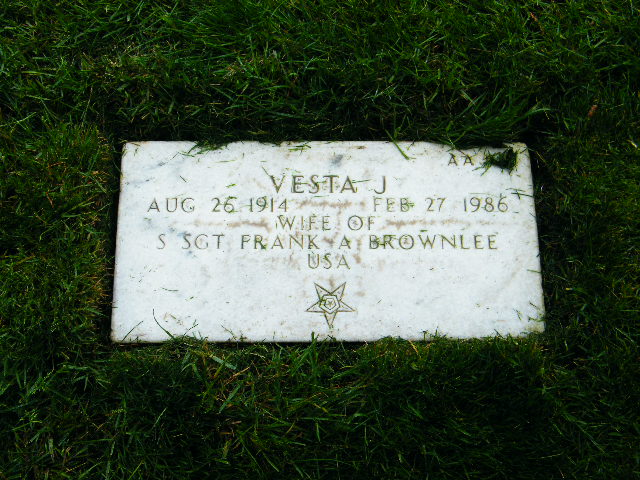 AA
VESTA J
AUG 26 1914 FEB 27 1986
WIFE OF
S SGT FRANK A BROWNLEE
USA